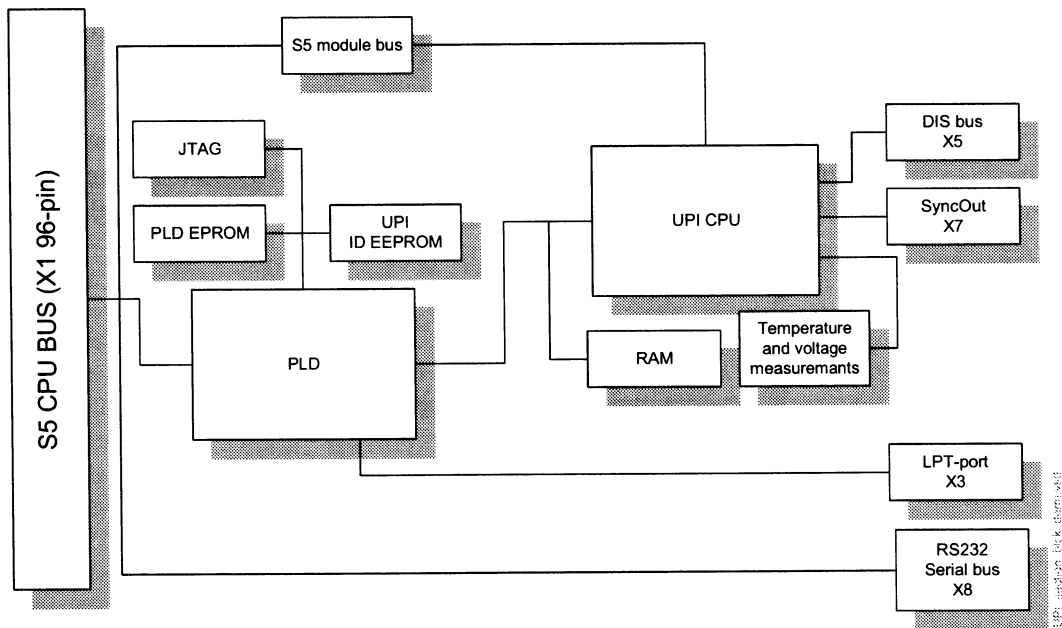 S5 CPU BUS (X1 96-pin)
S5 module bus
JTAG
PLD EPROM
UPI
ID EEPROM
PLD
UPI CPU
RAM
Temperature
and voltage
measuremants
DIS bus
X5
SyncOut
X7
LPT-port
X3
RS232
Serial bus
X8